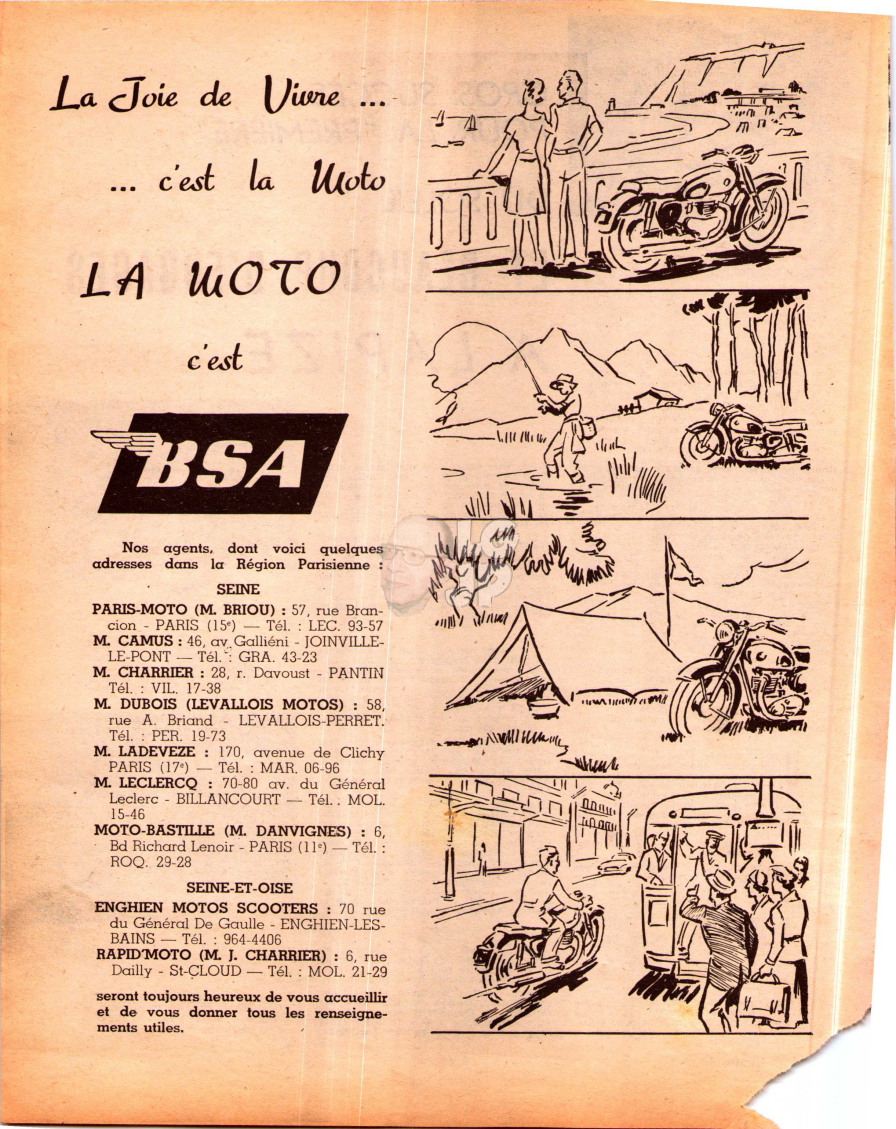 La Joie de Vivre ...
... c'est la Moto
LA MOTO
c'est
BSA
Nos agents, dont voici quelques
adresses dans la Région Parisienne :
SEINE
PARIS-MOTO (M. BRIOU) : 57, rue Bran-
cion - PARIS (15e) — Tél. : LEC. 93-57
M. CAMUS : 46, av. Galliéni - JOINVILLE-
LE-PONT — Tél. : GRA. 43-23
M. CHARRIER : 28, r. Davoust - PANTIN
Tél. : VIL. 17-38
M. DUBOIS (LEVALLOIS MOTOS) : 58,
rue A. Briand - LEVALLOIS-PERRET.
Tél. : PER. 19-73
M. LADEVEZE : 170, avenue de Clichy
PARIS (17e) — Tél. : MAR. 06-96
M. LECLERCQ : 70-80 av. du Général
Leclerc - BILLANCOURT — Tél. : MOL.
15-46
MOTO-BASTILLE (M. DANVIGNES) : 6,
Bd Richard Lenoir - PARIS (11e) — Tél. :
ROQ. 29-28
SEINE-ET-OISE
ENGHIEN MOTOS SCOOTERS : 70 rue
du Général De Gaulle - ENGHIEN-LES-
BAINS — Tél. : 964-4406
RAPID'MOTO (M. J. CHARRIER) : 6, rue
Dailly - St-CLOUD — Tél. : MOL. 21-29
seront toujours heureux de vous accueillir
et de vous donner tous les renseigne-
ments utiles.